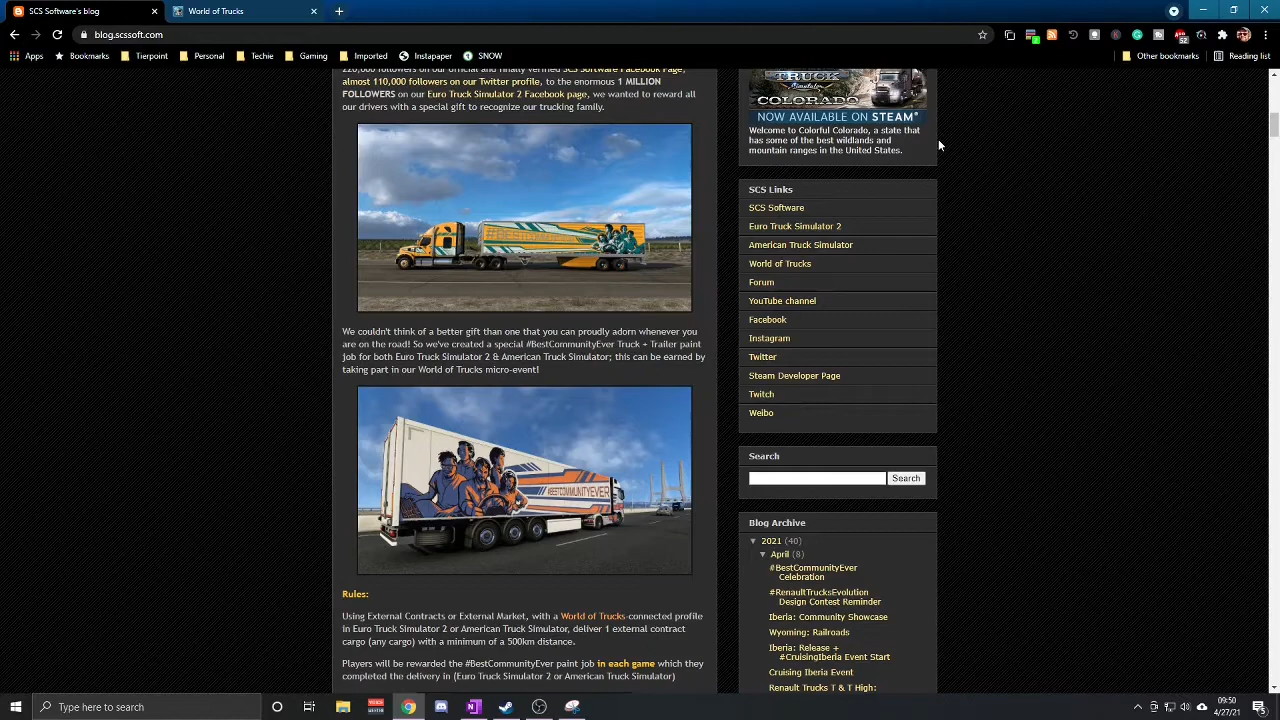 SCS Software's blog
World of Trucks
blog.scssoft.com
Apps
Bookmarks
Tierpoint
Personal
Techie
Gaming
Imported
Instapaper
SNOW
Other bookmarks
Reading list
220,000 followers on our official and finally verified SCS Software Facebook Page,
almost 110,000 followers on our Twitter profile, to the enormous 1 MILLION
FOLLOWERS on our Euro Truck Simulator 2 Facebook page, we wanted to reward all
our drivers with a special gift to recognize our trucking family.
#BESTCOMMUNITYEVER
We couldn't think of a better gift than one that you can proudly adorn whenever you
are on the road! So we've created a special #BestCommunityEver Truck + Trailer paint
job for both Euro Truck Simulator 2 & American Truck Simulator; this can be earned by
taking part in our World of Trucks micro-event!
#BESTCOMMUNITYEVER
Rules:
Using External Contracts or External Market, with a World of Trucks-connected profile
in Euro Truck Simulator 2 or American Truck Simulator, deliver 1 external contract
cargo (any cargo) with a minimum of a 500km distance.
Players will be rewarded the #BestCommunityEver paint job in each game which they
completed the delivery in (Euro Truck Simulator 2 or American Truck Simulator)
TRUCK
COLORADO
NOW AVAILABLE ON STEAM
Welcome to Colorful Colorado, a state that
has some of the best wildlands and
mountain ranges in the United States.
SCS Links
SCS Software
Euro Truck Simulator 2
American Truck Simulator
World of Trucks
Forum
YouTube channel
Facebook
Instagram
Twitter
Steam Developer Page
Twitch
Weibo
Search
Search
Blog Archive
▼ 2021 (40)
▼ April (8)
#BestCommunityEver
Celebration
#RenaultTrucksEvolution
Design Contest Reminder
Iberia: Community Showcase
Wyoming: Railroads
Iberia: Release +
#CruisingIberia Event Start
Cruising Iberia Event
Renault Trucks T & T High:
Type here to search
09:50
4/27/21